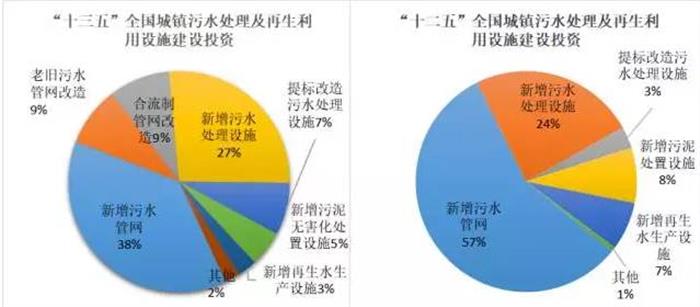 “十三五”全国城镇污水处理及再生利
用设施建设投资
老旧污水
管网改造
9%
合流制
管网改
造9%
新增污水
处理设施
27%
提标改造
污水处理
设施7%
新增污泥
无害化处
置设施5%
新增再生水生
产设施3%
其他
2%
新增污水
管网
38%
“十二五”全国城镇污水处理及再生利
用设施建设投资
新增污水
处理设施
24%
提标改造污
水处理设施
3%
新增污泥
处置设施
8%
新增再生
水生产设施
7%
其他
1%
新增污水
管网
57%